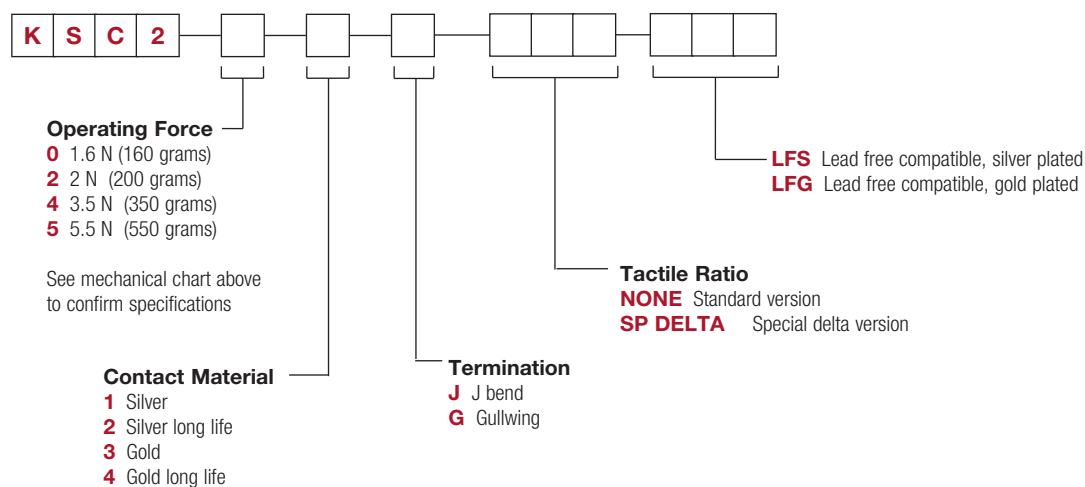 K S C 2
Operating Force
0 1.6 N (160 grams)
2 2 N (200 grams)
4 3.5 N (350 grams)
5 5.5 N (550 grams)
See mechanical chart above
to confirm specifications
Contact Material
1 Silver
2 Silver long life
3 Gold
4 Gold long life
Termination
J J bend
G Gullwing
Tactile Ratio
NONE Standard version
SP DELTA Special delta version
LFS Lead free compatible, silver plated
LFG Lead free compatible, gold plated